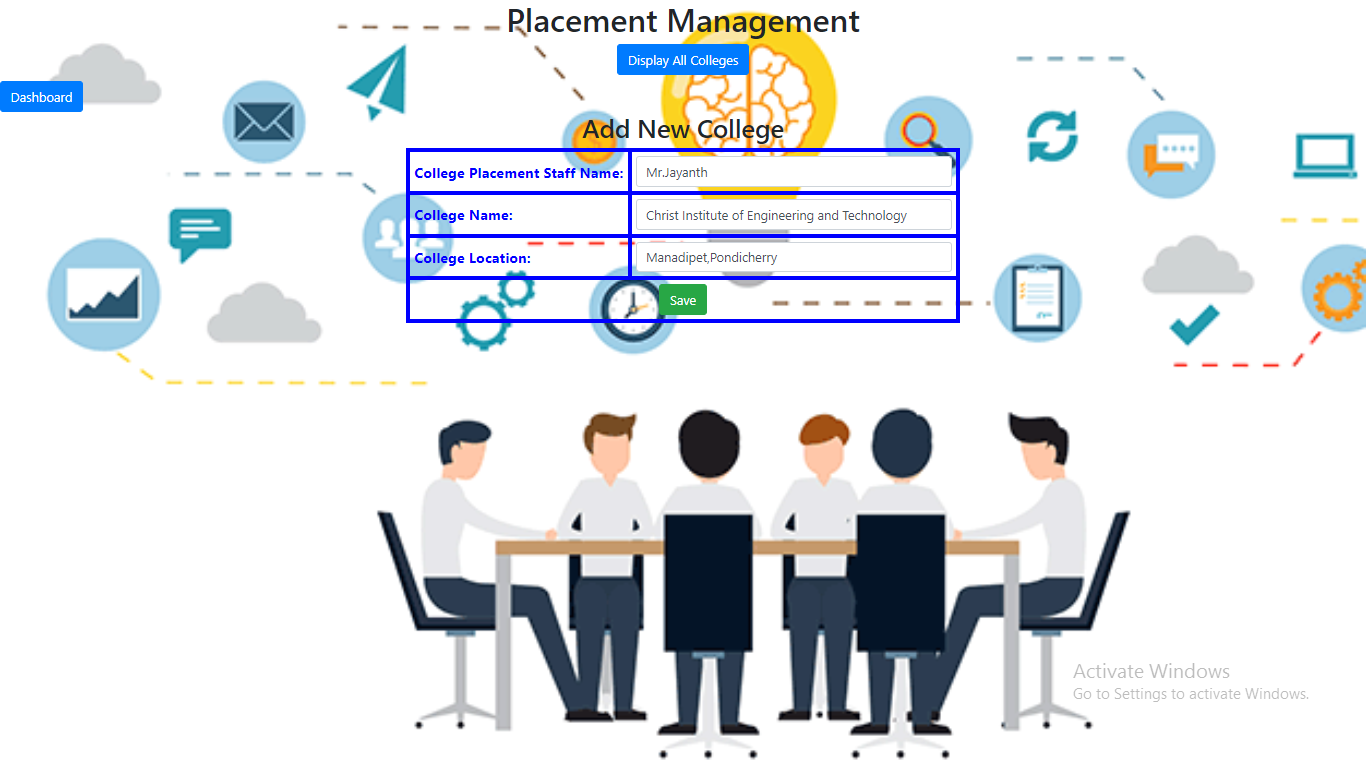 Placement Management
Display All Colleges
Dashboard
Add New College
College Placement Staff Name: Mr.Jayanth
College Name: Christ Institute of Engineering and Technology
College Location: Manadipet,Pondicherry
Save
Activate Windows
Go to Settings to activate Windows.